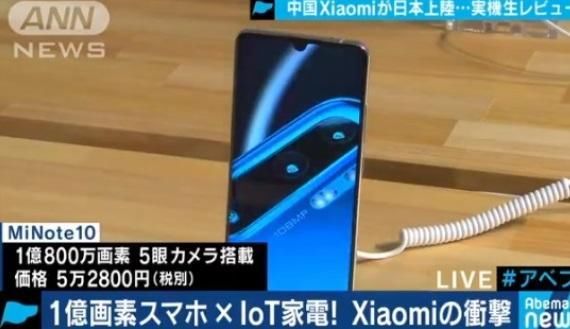 ANN
NEWS
中国Xiaomiが日本上陸…実機生レビュー
108MP
MiNote10
1億800万画素 5眼カメラ搭載
価格 5万2800円(税別)
LIVE #アベプ
1億画素スマホ×IoT家電! Xiaomiの衝撃
Abema
news